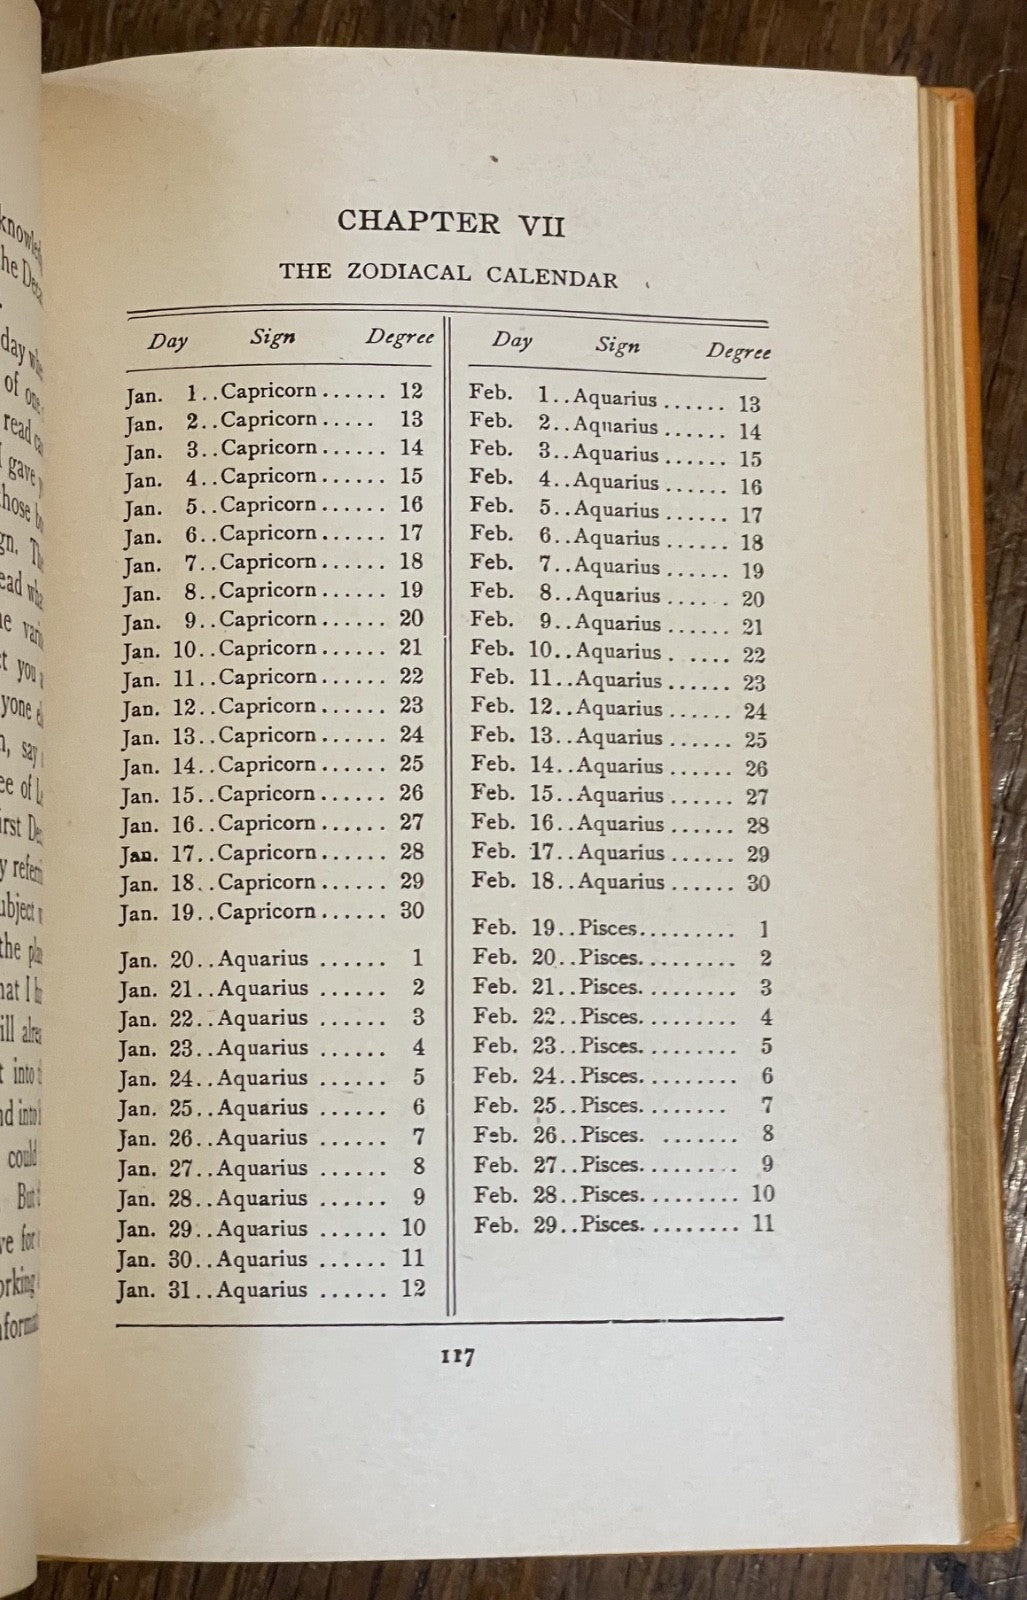 CHAPTER VII
THE ZODIACAL CALENDAR
Day Sign Degree
Jan. 1..Capricorn...... 12
Jan. 2..Capricorn..... 13
Jan. 3..Capricorn...... 14
Jan. 4..Capricorn...... 15
Jan. 5..Capricorn...... 16
Jan. 6..Capricorn...... 17
Jan. 7..Capricorn...... 18
Jan. 8..Capricorn...... 19
Jan. 9..Capricorn...... 20
Jan. 10..Capricorn...... 21
Jan. 11..Capricorn...... 22
Jan. 12..Capricorn...... 23
Jan. 13..Capricorn...... 24
Jan. 14..Capricorn...... 25
Jan. 15..Capricorn...... 26
Jan. 16..Capricorn...... 27
Jan. 17..Capricorn...... 28
Jan. 18..Capricorn...... 29
Jan. 19..Capricorn...... 30
Jan. 20..Aquarius ...... 1
Jan. 21..Aquarius ...... 2
Jan. 22..Aquarius ...... 3
Jan. 23..Aquarius ...... 4
Jan. 24..Aquarius ...... 5
Jan. 25..Aquarius ...... 6
Jan. 26..Aquarius ...... 7
Jan. 27..Aquarius ...... 8
Jan. 28..Aquarius ...... 9
Jan. 29..Aquarius ...... 10
Jan. 30..Aquarius ...... 11
Jan. 31..Aquarius ...... 12
Day Sign Degree
Feb. 1..Aquarius ...... 13
Feb. 2..Aquarius ...... 14
Feb. 3..Aquarius ...... 15
Feb. 4..Aquarius ...... 16
Feb. 5..Aquarius ...... 17
Feb. 6..Aquarius ...... 18
Feb. 7..Aquarius ...... 19
Feb. 8..Aquarius ...... 20
Feb. 9..Aquarius ...... 21
Feb. 10..Aquarius . .... 22
Feb. 11..Aquarius ...... 23
Feb. 12..Aquarius ...... 24
Feb. 13..Aquarius ...... 25
Feb. 14..Aquarius ...... 26
Feb. 15..Aquarius ...... 27
Feb. 16..Aquarius ...... 28
Feb. 17..Aquarius ...... 29
Feb. 18..Aquarius ...... 30
Feb. 19..Pisces......... 1
Feb. 20..Pisces......... 2
Feb. 21..Pisces......... 3
Feb. 22..Pisces......... 4
Feb. 23..Pisces......... 5
Feb. 24..Pisces......... 6
Feb. 25..Pisces........ 7
Feb. 26..Pisces. ....... 8
Feb. 27..Pisces......... 9
Feb. 28..Pisces......... 10
Feb. 29..Pisces......... 11
117